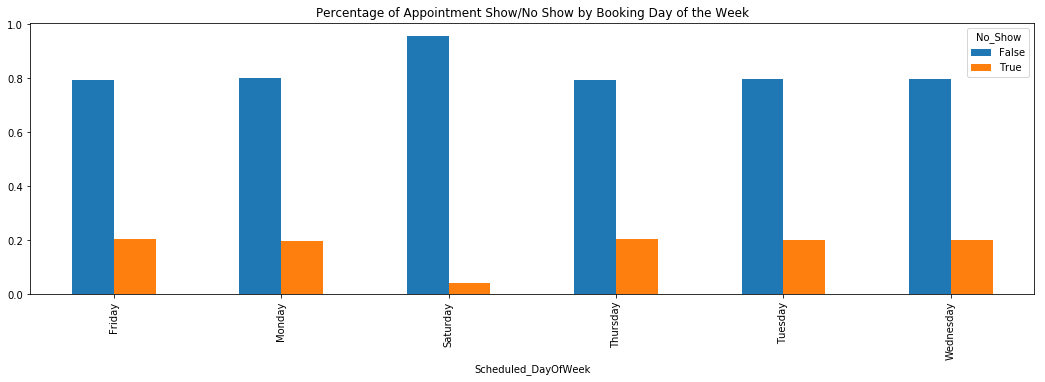 Percentage of Appointment Show/No Show by Booking Day of the Week
1.0
0.8
0.6
0.4
0.2
0.0
No_Show
False
True
Friday
Monday
Saturday
Thursday
Tuesday
Wednesday
Scheduled_DayOfWeek